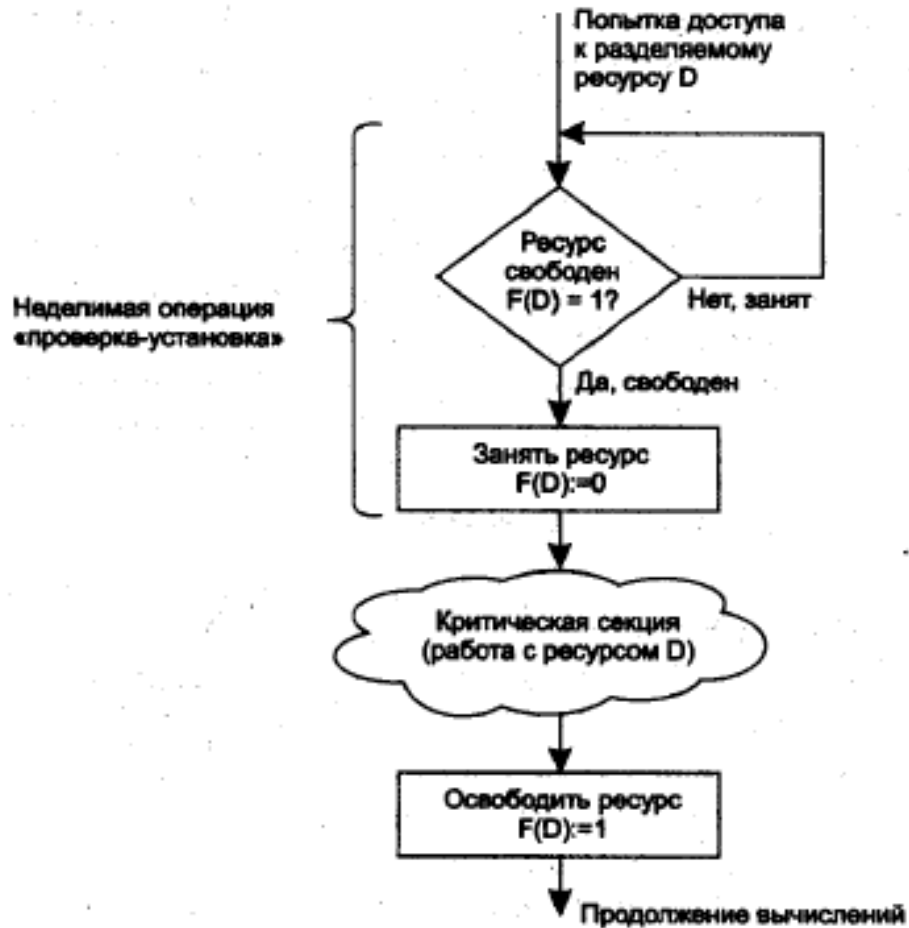 Попытка доступа
к разделяемому
ресурсу D
Ресурс
свободен
F(D) = 1?
Нет, занят
Неделимая операция
«проверка-установка»
Да, свободен
Занять ресурс
F(D):=0
Критическая секция
(работа с ресурсом D)
Освободить ресурс
F(D):=1
Продолжение вычислений